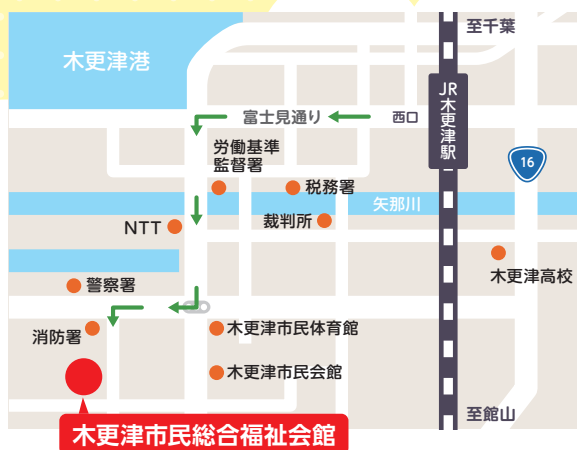 至千葉
木更津港
JR木更津駅
富士見通り
西口
労働基準
監督署
16
税務署
矢那川
NTT
裁判所
木更津高校
警察署
消防署
木更津市民体育館
木更津市民会館
至館山
木更津市民総合福祉会館